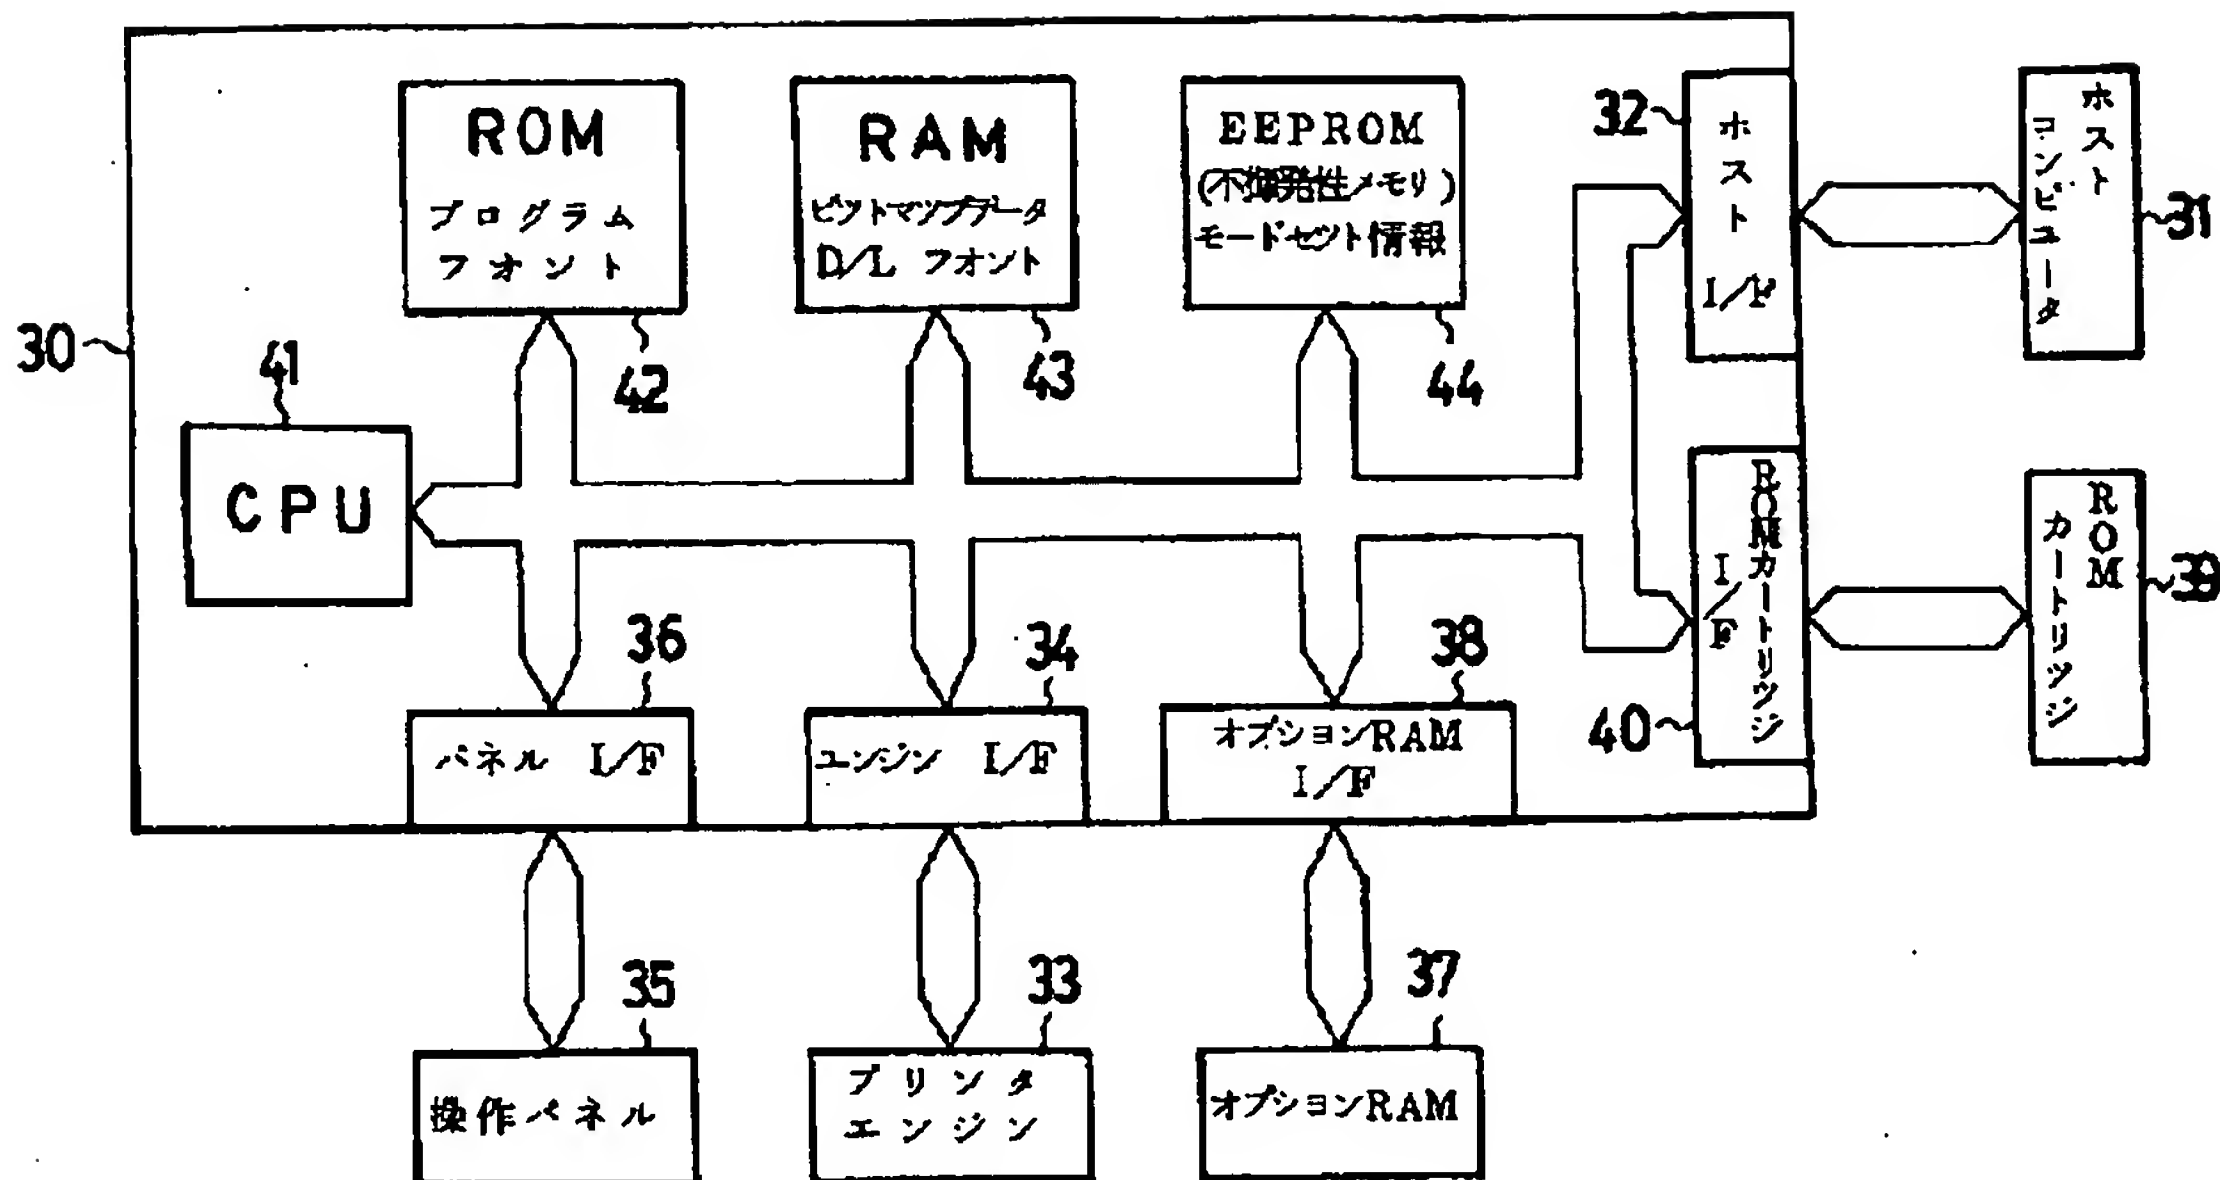 ROM
プログラム
フオント
42
RAM
ビットマツプデータ
D/L フオント
43
EEPROM
(不揮発性メモリ)
モードセット情報
44
32
ホスト I/F
ホスト
コンピユータ
31
30
41
CPU
36
パネル I/F
34
エンジン I/F
38
オプションRAM
I/F
40
ROMカートリッジ
I/F
ROM
カートリッジ
39
35
操作パネル
33
プリンタ
エンジン
37
オプションRAM